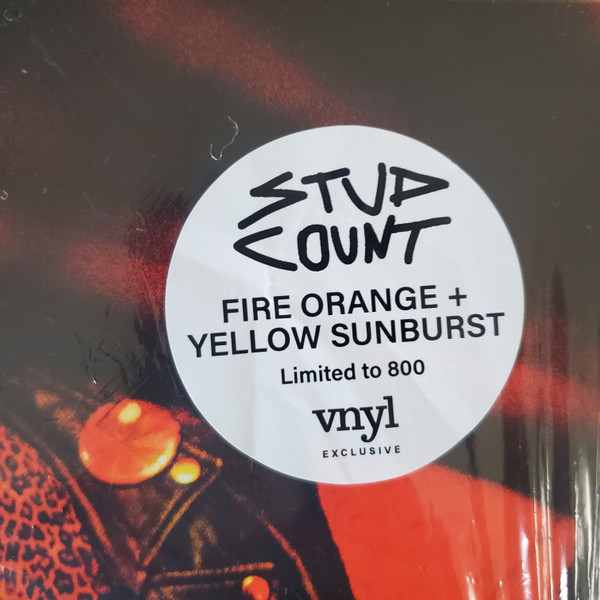 STUD
COUNT
FIRE ORANGE +
YELLOW SUNBURST
Limited to 800
vnyl
EXCLUSIVE